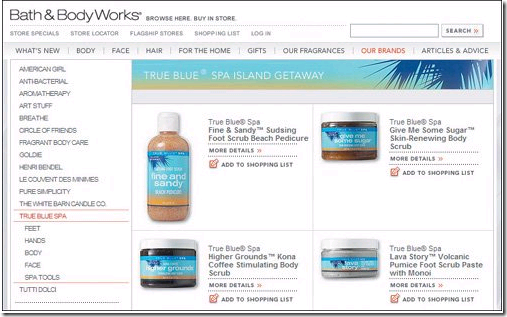 Bath & Body Works® BROWSE HERE. BUY IN STORE.
STORE SPECIALS STORE LOCATOR FLAGSHIP STORES SHOPPING LIST LOG IN
SEARCH »
WHAT'S NEW BODY FACE HAIR FOR THE HOME GIFTS OUR FRAGRANCES OUR BRANDS ARTICLES & ADVICE
AMERICAN GIRL
ANTI-BACTERIAL
AROMATHERAPY
ART STUFF
BREATHE
CIRCLE OF FRIENDS
FRAGRANT BODY CARE
GOLDIE
HENRI BENDEL
LE COUVENT DES MINIMES
PURE SIMPLICITY
THE WHITE BARN CANDLE CO.
TRUE BLUE SPA
FEET
HANDS
BODY
FACE
SPA TOOLS
TUTTI DOLCI
TRUE BLUE® SPA ISLAND GETAWAY
fine and
sandy
BEACH PEDICURE
True Blue® Spa
Fine & Sandy™ Sudsing
Foot Scrub Beach Pedicure
MORE DETAILS »
ADD TO SHOPPING LIST
give me
some sugar
True Blue® Spa
Give Me Some Sugar™
Skin-Renewing Body
Scrub
MORE DETAILS »
ADD TO SHOPPING LIST
higher grounds
True Blue® Spa
Higher Grounds™ Kona
Coffee Stimulating Body
Scrub
MORE DETAILS »
ADD TO SHOPPING LIST
lava story
True Blue® Spa
Lava Story™ Volcanic
Pumice Foot Scrub Paste
with Monoi
MORE DETAILS »
ADD TO SHOPPING LIST